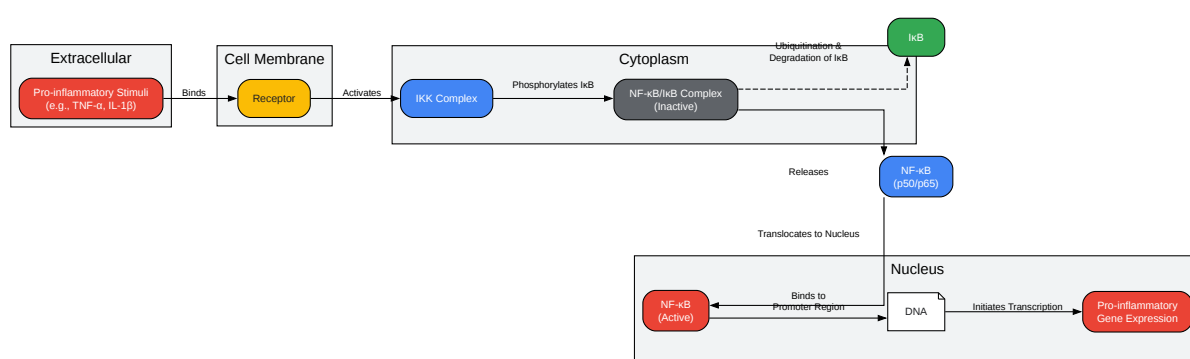 Extracellular
Pro-inflammatory Stimuli
(e.g., TNF-α, IL-1β)
Binds
Cell Membrane
Receptor
Activates
Cytoplasm
IKK Complex
Phosphorylates IκB
NF-κB/IκB Complex
(Inactive)
Ubiquitination &
Degradation of IκB
IκB
Releases
NF-κB
(p50/p65)
Translocates to Nucleus
Nucleus
NF-κB
(Active)
Binds to
Promoter Region
DNA
Initiates Transcription
Pro-inflammatory
Gene Expression